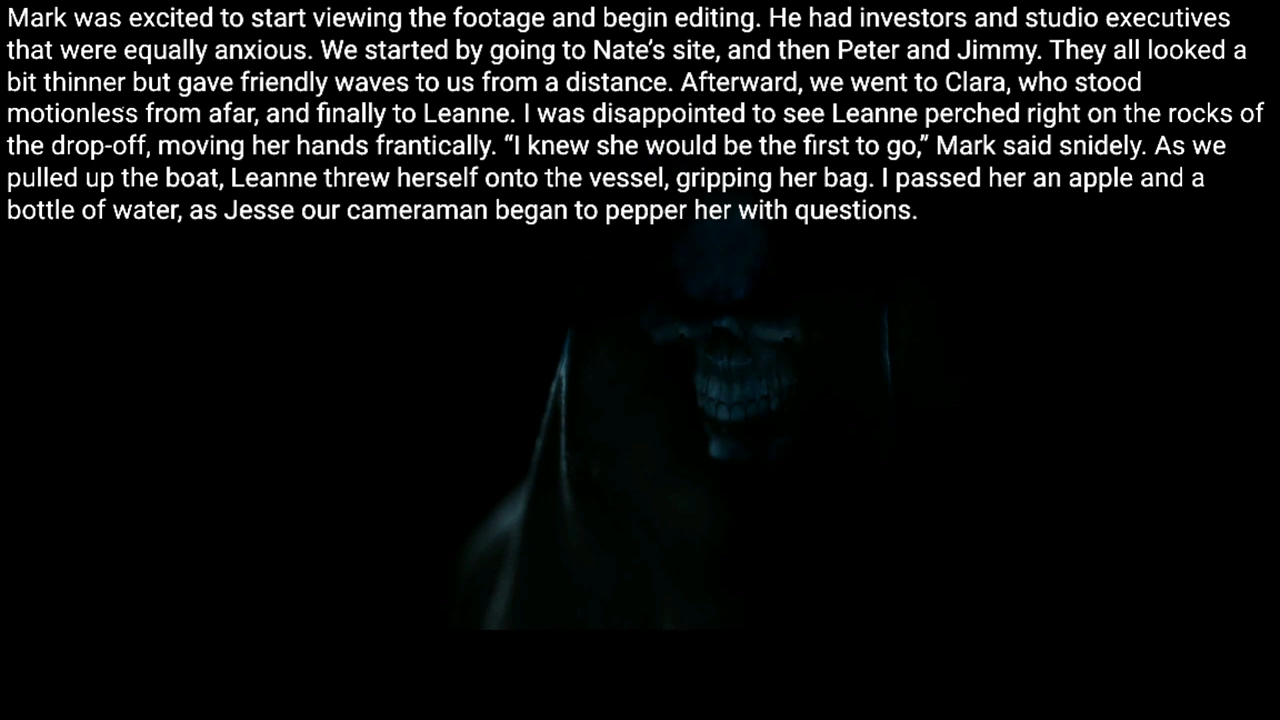 Mark was excited to start viewing the footage and begin editing. He had investors and studio executives
that were equally anxious. We started by going to Nate’s site, and then Peter and Jimmy. They all looked a
bit thinner but gave friendly waves to us from a distance. Afterward, we went to Clara, who stood
motionless from afar, and finally to Leanne. I was disappointed to see Leanne perched right on the rocks of
the drop-off, moving her hands frantically. “I knew she would be the first to go,” Mark said snidely. As we
pulled up the boat, Leanne threw herself onto the vessel, gripping her bag. I passed her an apple and a
bottle of water, as Jesse our cameraman began to pepper her with questions.